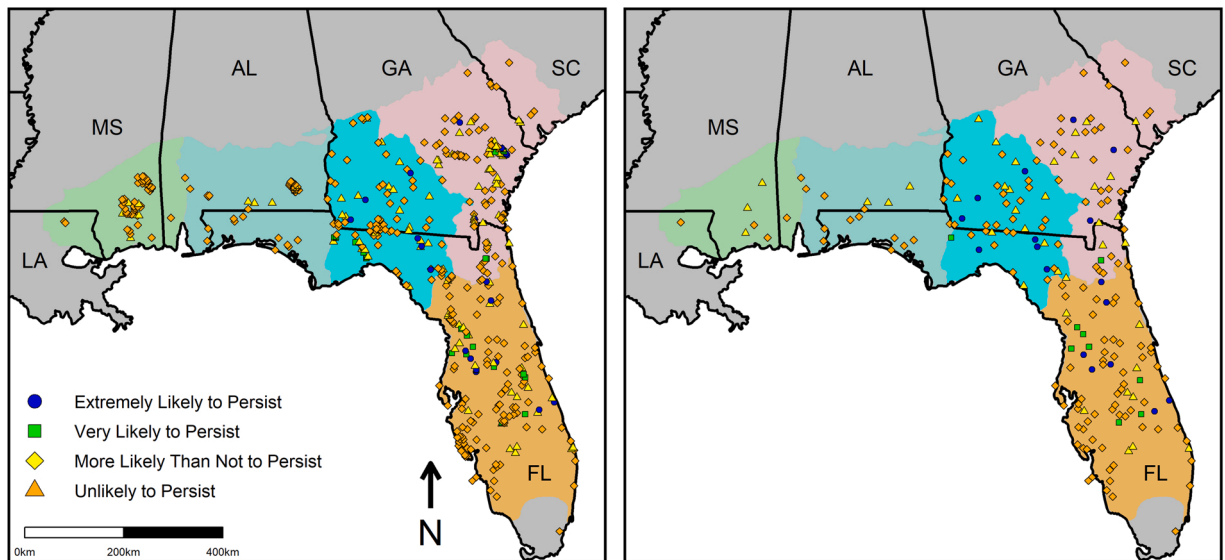 AL
GA
SC
MS
LA
FL
Extremely Likely to Persist
Very Likely to Persist
More Likely Than Not to Persist
Unlikely to Persist
N
0km
200km
400km
AL
GA
SC
MS
LA
FL